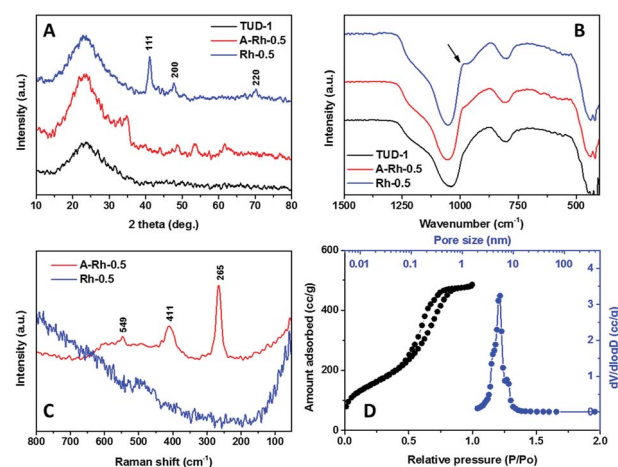 A
TUD-1
A-Rh-0.5
Rh-0.5
111
200
220
Intensity (a.u.)
10 20 30 40 50 60 70 80
2 theta (deg.)
B
Intensity (a.u.)
TUD-1
A-Rh-0.5
Rh-0.5
1500 1000 500
Wavenumber (cm-1)
A-Rh-0.5
Rh-0.5
549
411
265
Intensity (a.u.)
C
800 700 600 500 400 300 200 100
Raman shift (cm-1)
Pore size (nm)
0.01 0.1 1 10 100
600
400
200
0
Amount adsorbed (cc/g)
4
3
2
1
0
dV/dlogD (cc/g)
D
0.0 0.5 1.0 1.5 2.0
Relative pressure (P/Po)